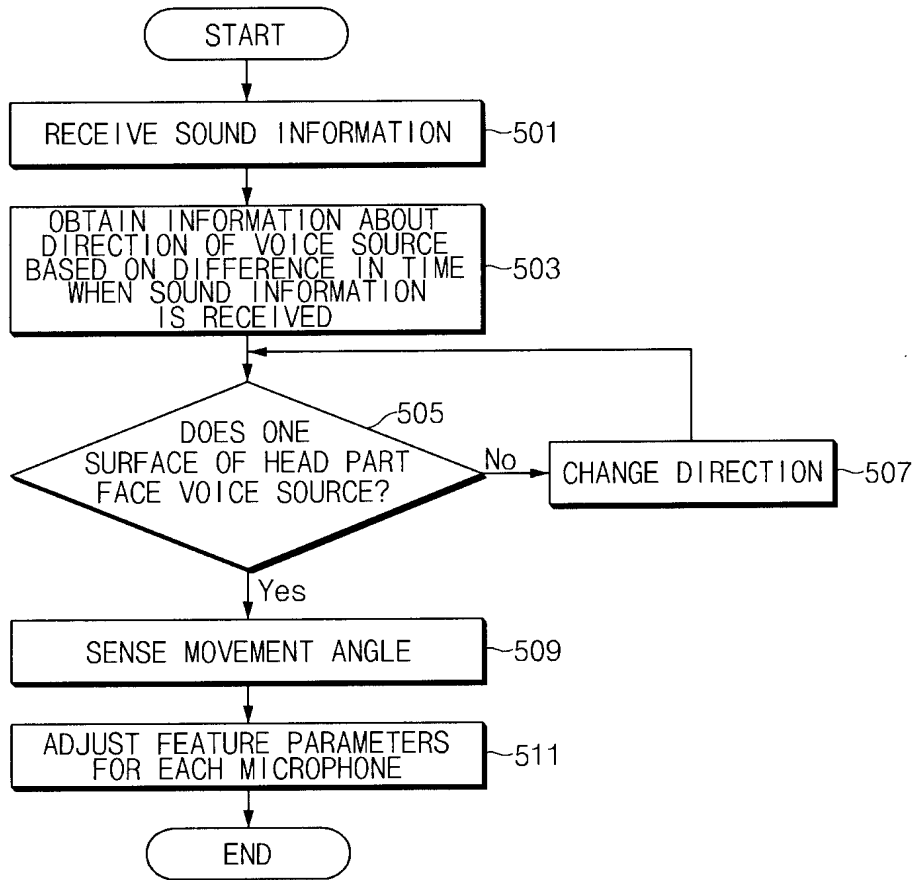 START
RECEIVE SOUND INFORMATION
501
OBTAIN INFORMATION ABOUT
DIRECTION OF VOICE SOURCE
BASED ON DIFFERENCE IN TIME
WHEN SOUND INFORMATION
IS RECEIVED
503
505
DOES ONE
SURFACE OF HEAD PART
FACE VOICE SOURCE?
No
CHANGE DIRECTION
507
Yes
SENSE MOVEMENT ANGLE
509
ADJUST FEATURE PARAMETERS
FOR EACH MICROPHONE
511
END